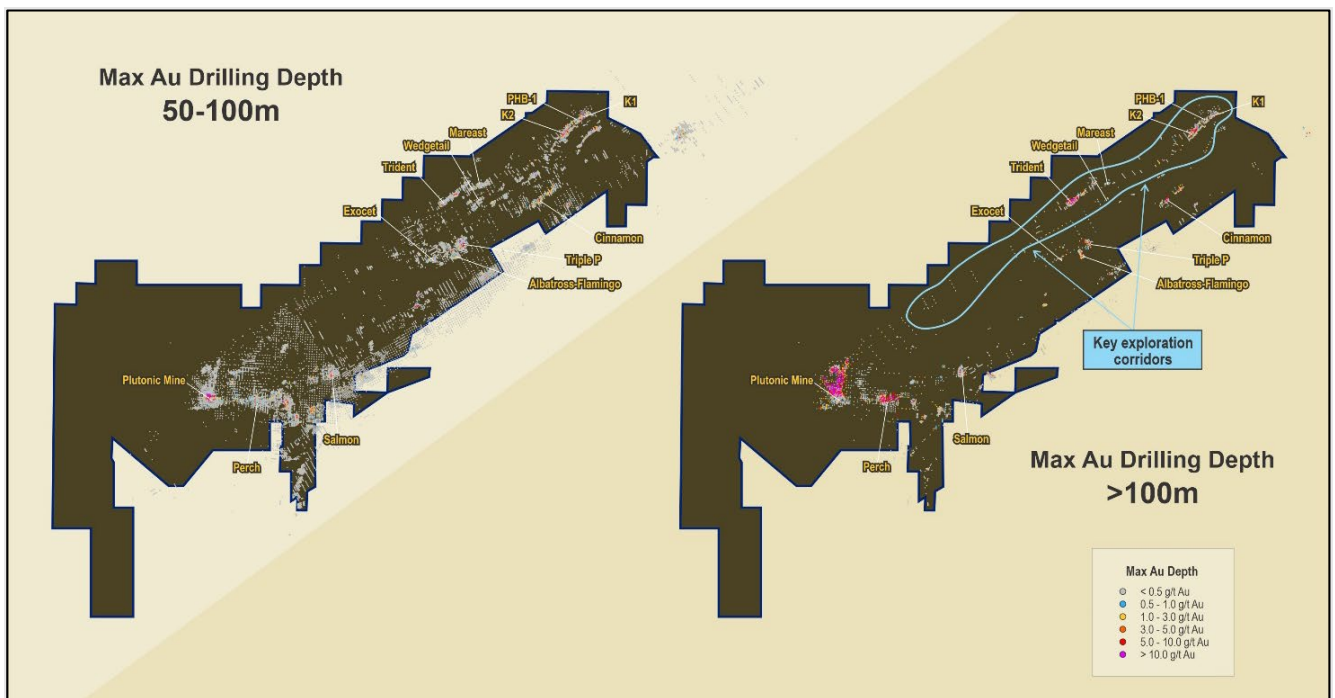 Max Au Drilling Depth
50-100m
PHB-1
K1
K2
Mareast
Wedgetail
Trident
Exocet
Cinnamon
Triple P
Albatross-Flamingo
Plutonic Mine
Salmon
Perch
PHB-1
K1
K2
Mareast
Wedgetail
Trident
Exocet
Cinnamon
Triple P
Albatross-Flamingo
Key exploration
corridors
Plutonic Mine
Salmon
Perch
Max Au Drilling Depth
>100m
Max Au Depth
< 0.5 g/t Au
0.5 - 1.0 g/t Au
1.0 - 3.0 g/t Au
3.0 - 5.0 g/t Au
5.0 - 10.0 g/t Au
> 10.0 g/t Au